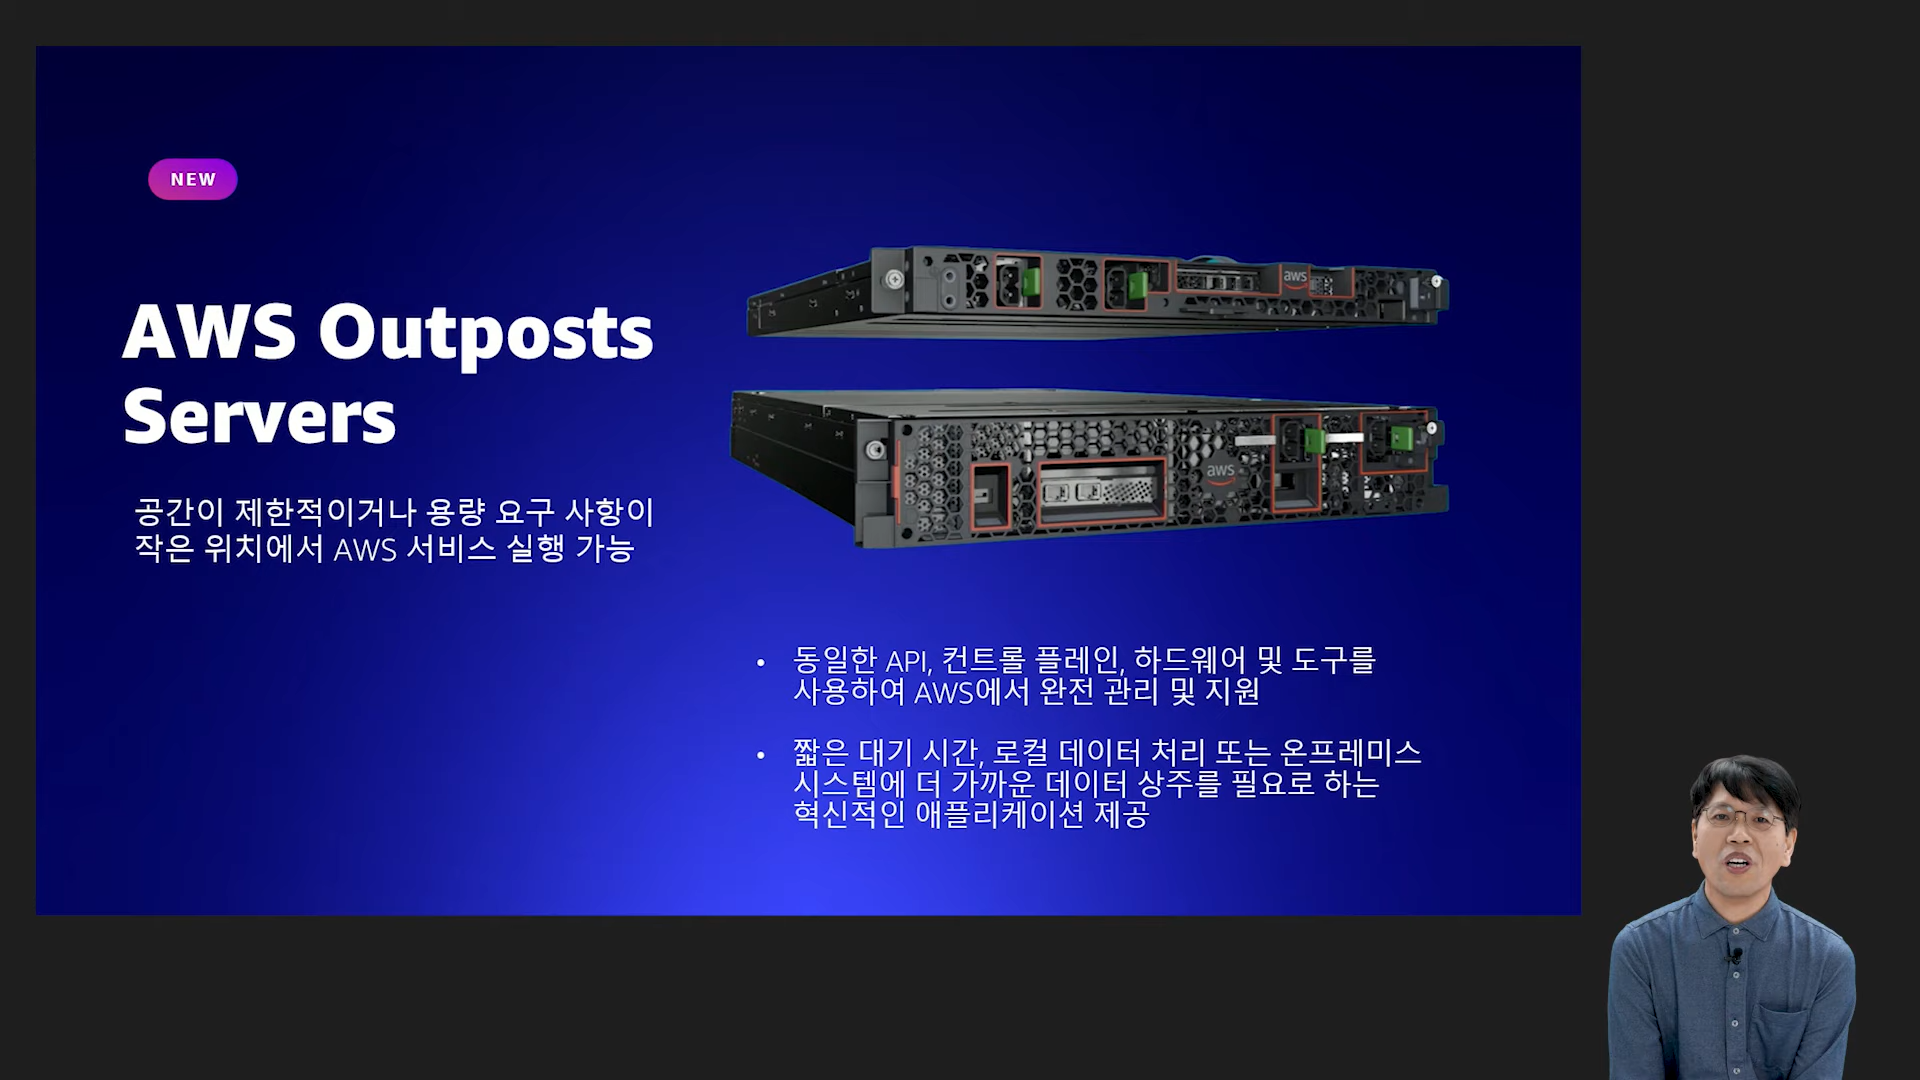 NEW
AWS Outposts
Servers
공간이 제한적이거나 용량 요구 사항이
작은 위치에서 AWS 서비스 실행 가능
aws
aws
• 동일한 API, 컨트롤 플레인, 하드웨어 및 도구를
사용하여 AWS에서 완전 관리 및 지원
• 짧은 대기 시간, 로컬 데이터 처리 또는 온프레미스
시스템에 더 가까운 데이터 상주를 필요로 하는
혁신적인 애플리케이션 제공